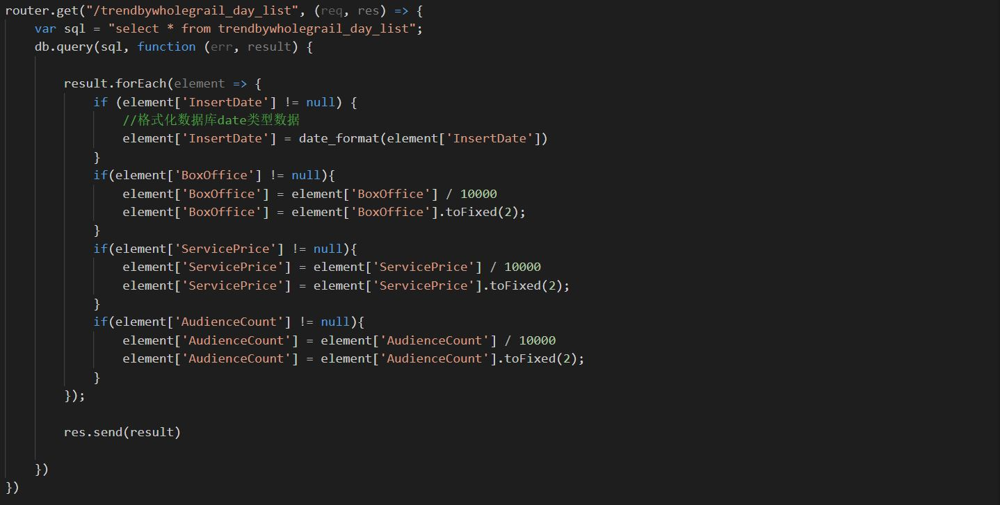 router.get("/trendbywholegrail_day_list", (req, res) => {
    var sql = "select * from trendbywholegrail_day_list";
    db.query(sql, function (err, result) {
        result.forEach(element => {
            if (element['InsertDate'] != null) {
                //格式化数据库date类型数据
                element['InsertDate'] = date_format(element['InsertDate'])
            }
            if(element['BoxOffice'] != null){
                element['BoxOffice'] = element['BoxOffice'] / 10000
                element['BoxOffice'] = element['BoxOffice'].toFixed(2);
            }
            if(element['ServicePrice'] != null){
                element['ServicePrice'] = element['ServicePrice'] / 10000
                element['ServicePrice'] = element['ServicePrice'].toFixed(2);
            }
            if(element['AudienceCount'] != null){
                element['AudienceCount'] = element['AudienceCount'] / 10000
                element['AudienceCount'] = element['AudienceCount'].toFixed(2);
            }
        });
        res.send(result)
    })
})